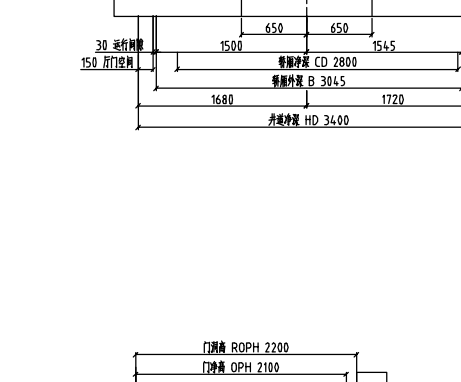 650 650
30 运行间隙 1500 1545
150 厅门空间 轿厢净深 CD 2800
轿厢外深 B 3045
1680 1720
井道净深 HD 3400
门洞高 ROPH 2200
门净高 OPH 2100